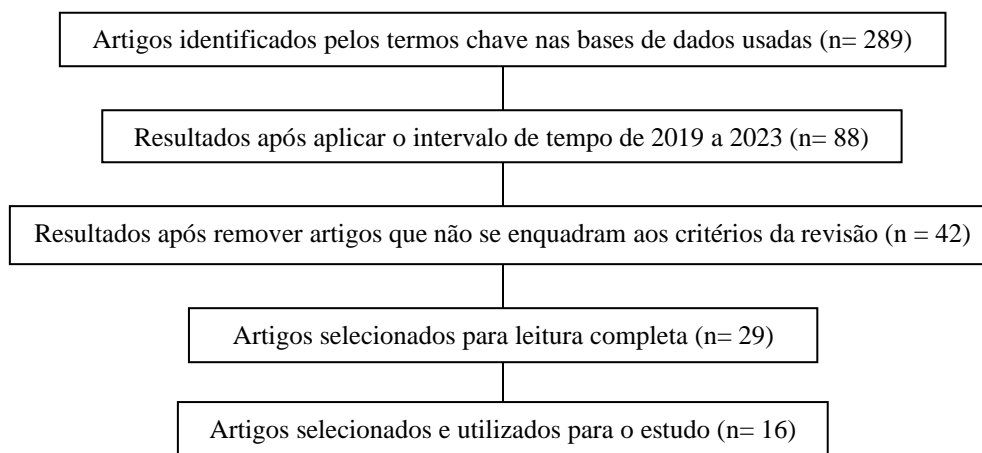 Artigos identificados pelos termos chave nas bases de dados usadas (n= 289)
Resultados após aplicar o intervalo de tempo de 2019 a 2023 (n= 88)
Resultados após remover artigos que não se enquadram aos critérios da revisão (n = 42)
Artigos selecionados para leitura completa (n= 29)
Artigos selecionados e utilizados para o estudo (n= 16)